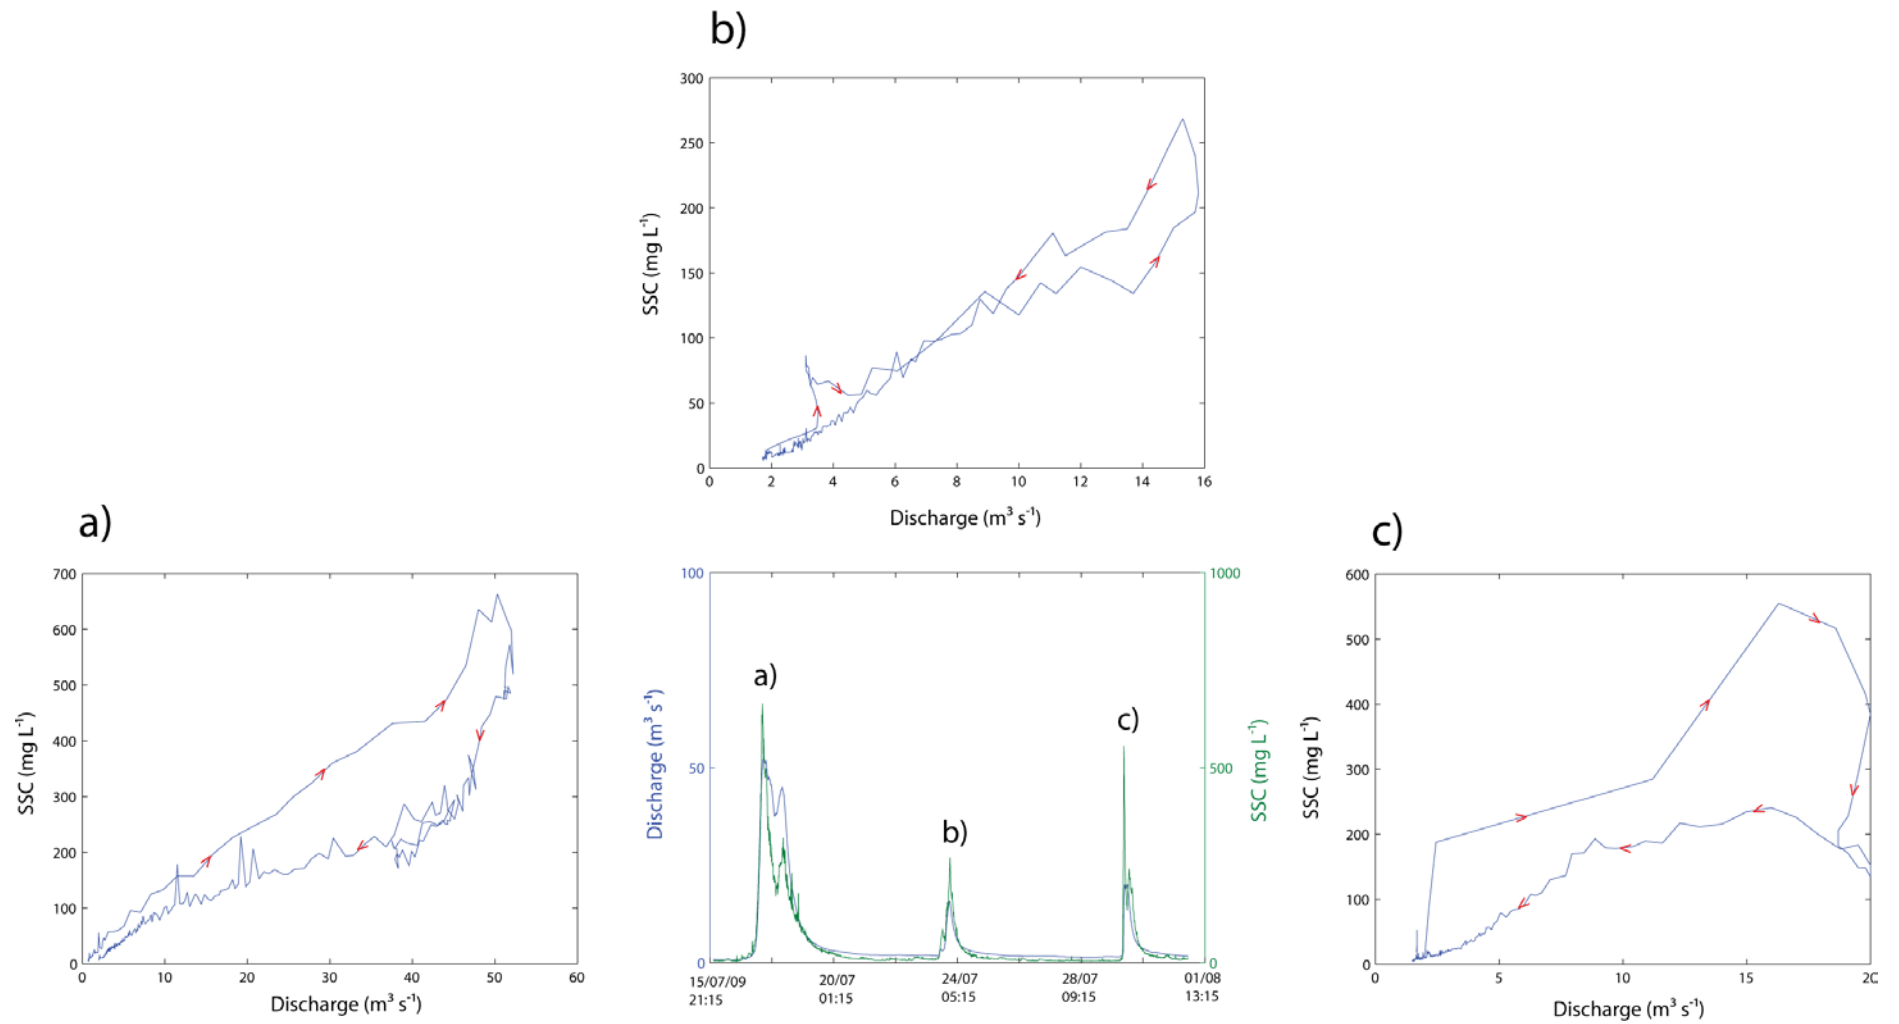 b)
300
250
200
150
100
50
0
SSC (mg L⁻¹)
0 2 4 6 8 10 12 14 16
Discharge (m³ s⁻¹)
a)
700
600
500
400
300
200
100
0
SSC (mg L⁻¹)
0 10 20 30 40 50 60
Discharge (m³ s⁻¹)
100
50
0
Discharge (m³ s⁻¹)
a)
b)
c)
1000
500
0
SSC (mg L⁻¹)
15/07/09 20/07 24/07 28/07 01/08
21:15 01:15 05:15 09:15 13:15
c)
600
500
400
300
200
100
0
SSC (mg L⁻¹)
0 5 10 15 20
Discharge (m³ s⁻¹)